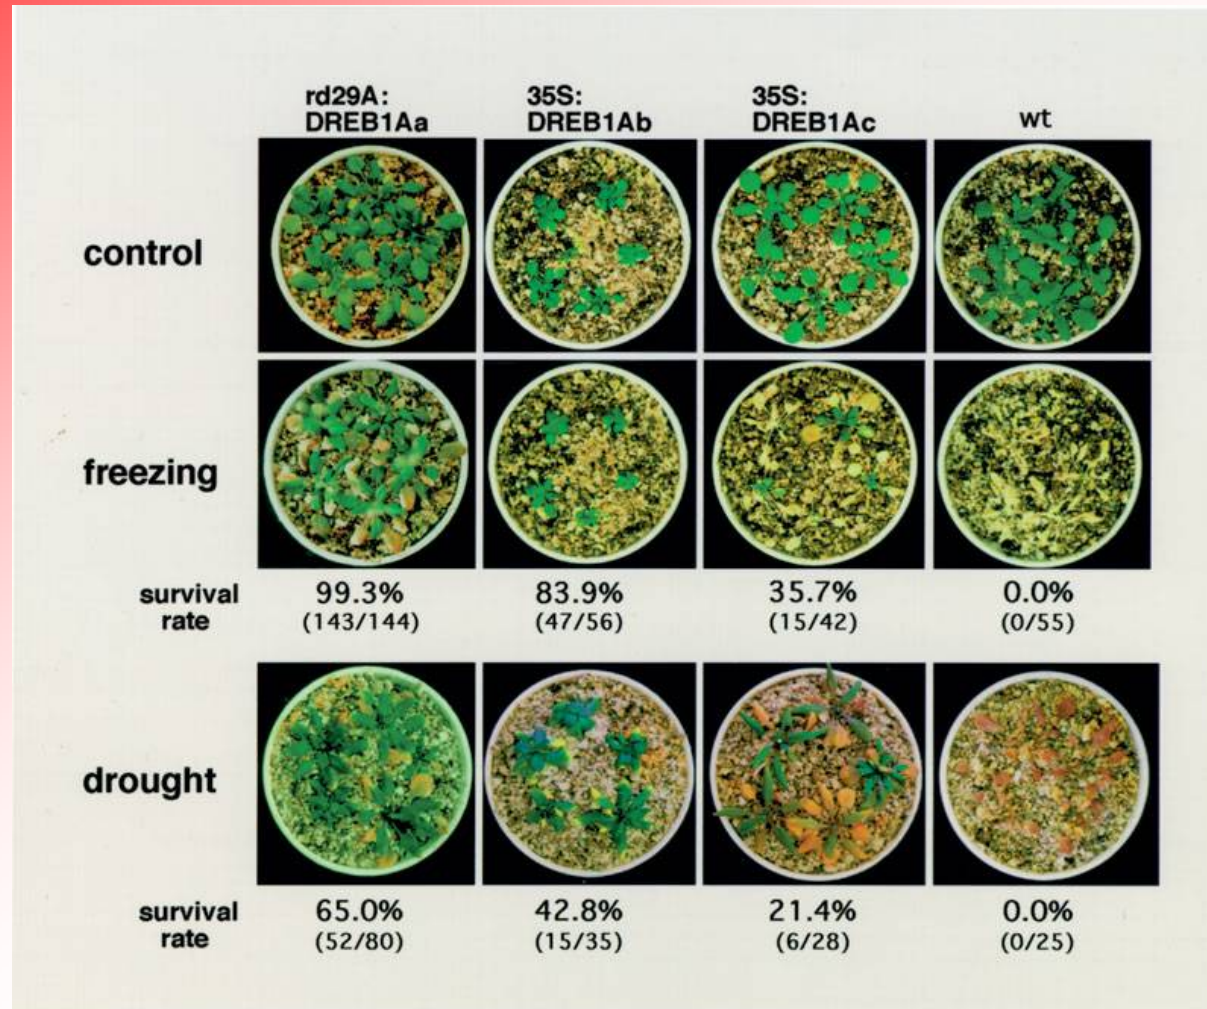 rd29A:
DREB1Aa
35S:
DREB1Ab
35S:
DREB1Ac
wt
control
freezing
survival
rate
99.3%
(143/144)
83.9%
(47/56)
35.7%
(15/42)
0.0%
(0/55)
drought
survival
rate
65.0%
(52/80)
42.8%
(15/35)
21.4%
(6/28)
0.0%
(0/25)